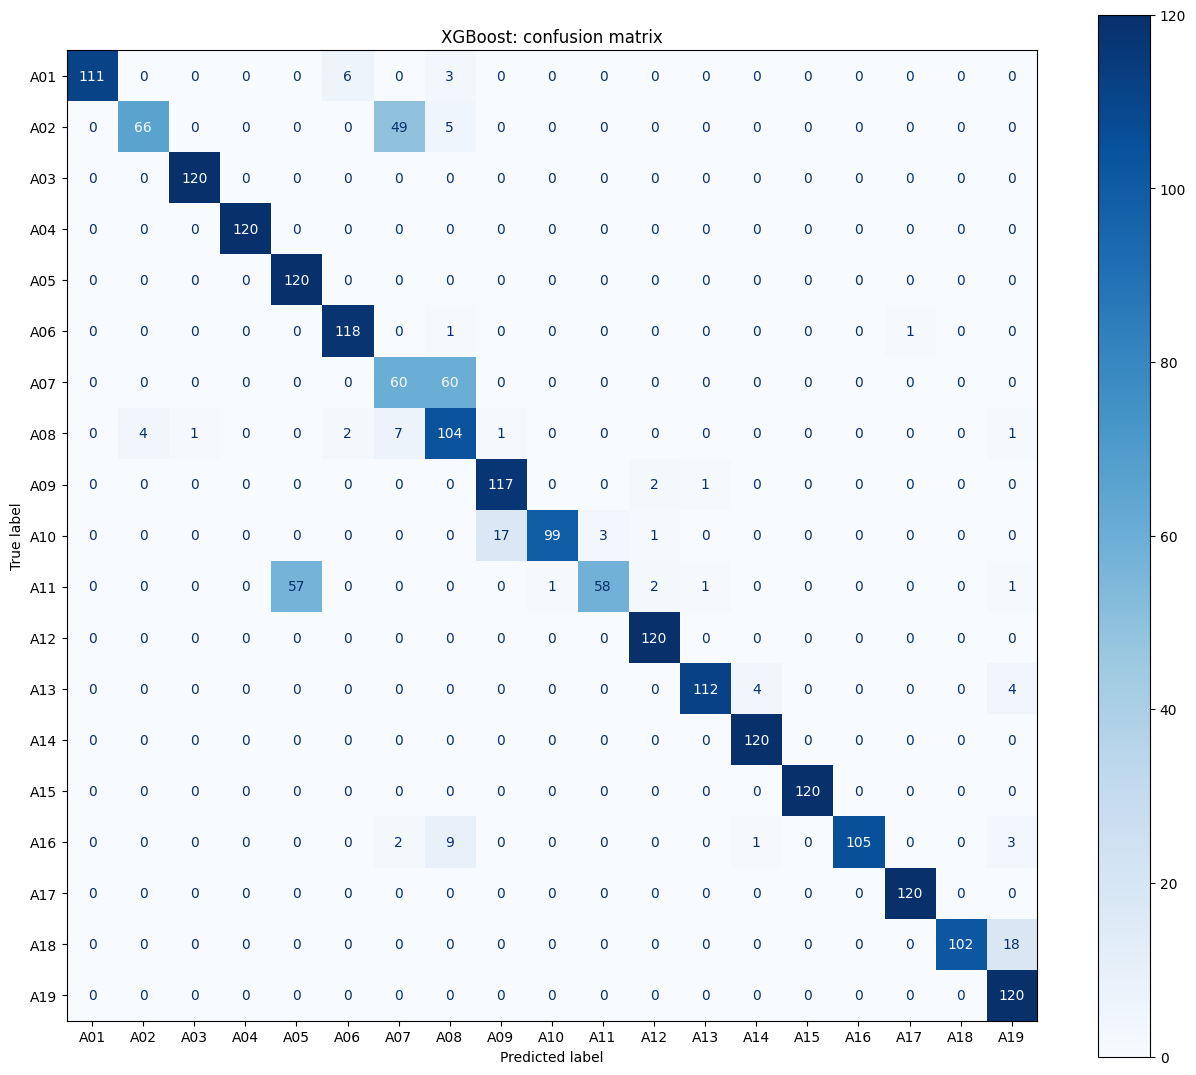 XGBoost: confusion matrix
A01 111 0 0 0 0 6 0 3 0 0 0 0 0 0 0 0 0 0 0
A02 0 66 0 0 0 0 49 5 0 0 0 0 0 0 0 0 0 0 0
A03 0 0 120 0 0 0 0 0 0 0 0 0 0 0 0 0 0 0 0
A04 0 0 0 120 0 0 0 0 0 0 0 0 0 0 0 0 0 0 0
A05 0 0 0 0 120 0 0 0 0 0 0 0 0 0 0 0 0 0 0
A06 0 0 0 0 0 118 0 1 0 0 0 0 0 0 0 0 1 0 0
A07 0 0 0 0 0 0 60 60 0 0 0 0 0 0 0 0 0 0 0
A08 0 4 1 0 0 2 7 104 1 0 0 0 0 0 0 0 0 0 1
A09 0 0 0 0 0 0 0 0 117 0 0 2 1 0 0 0 0 0 0
A10 0 0 0 0 0 0 0 0 17 99 3 1 0 0 0 0 0 0 0
A11 0 0 0 0 57 0 0 0 0 1 58 2 1 0 0 0 0 0 1
A12 0 0 0 0 0 0 0 0 0 0 0 120 0 0 0 0 0 0 0
A13 0 0 0 0 0 0 0 0 0 0 0 0 112 4 0 0 0 0 4
A14 0 0 0 0 0 0 0 0 0 0 0 0 0 120 0 0 0 0 0
A15 0 0 0 0 0 0 0 0 0 0 0 0 0 0 120 0 0 0 0
A16 0 0 0 0 0 0 2 9 0 0 0 0 0 1 0 105 0 0 3
A17 0 0 0 0 0 0 0 0 0 0 0 0 0 0 0 0 120 0 0
A18 0 0 0 0 0 0 0 0 0 0 0 0 0 0 0 0 0 102 18
A19 0 0 0 0 0 0 0 0 0 0 0 0 0 0 0 0 0 0 120
A01 A02 A03 A04 A05 A06 A07 A08 A09 A10 A11 A12 A13 A14 A15 A16 A17 A18 A19
Predicted label
True label
120
100
80
60
40
20
0